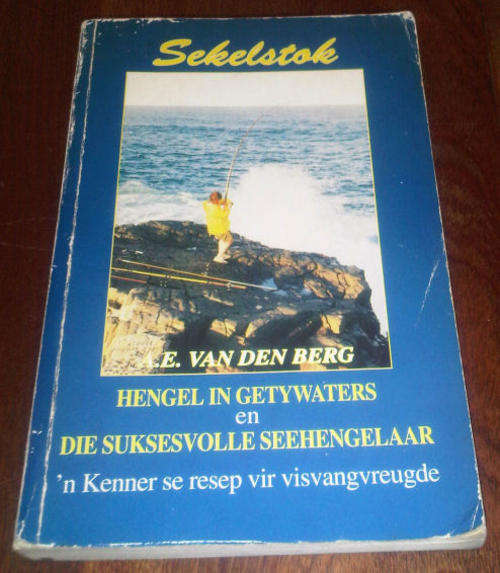 Sekelstok
A.E. VAN DEN BERG
HENGEL IN GETYWATERS
en
DIE SUKSESVOLLE SEEHENGELAAR
'n Kenner se resep vir visvangvreugde